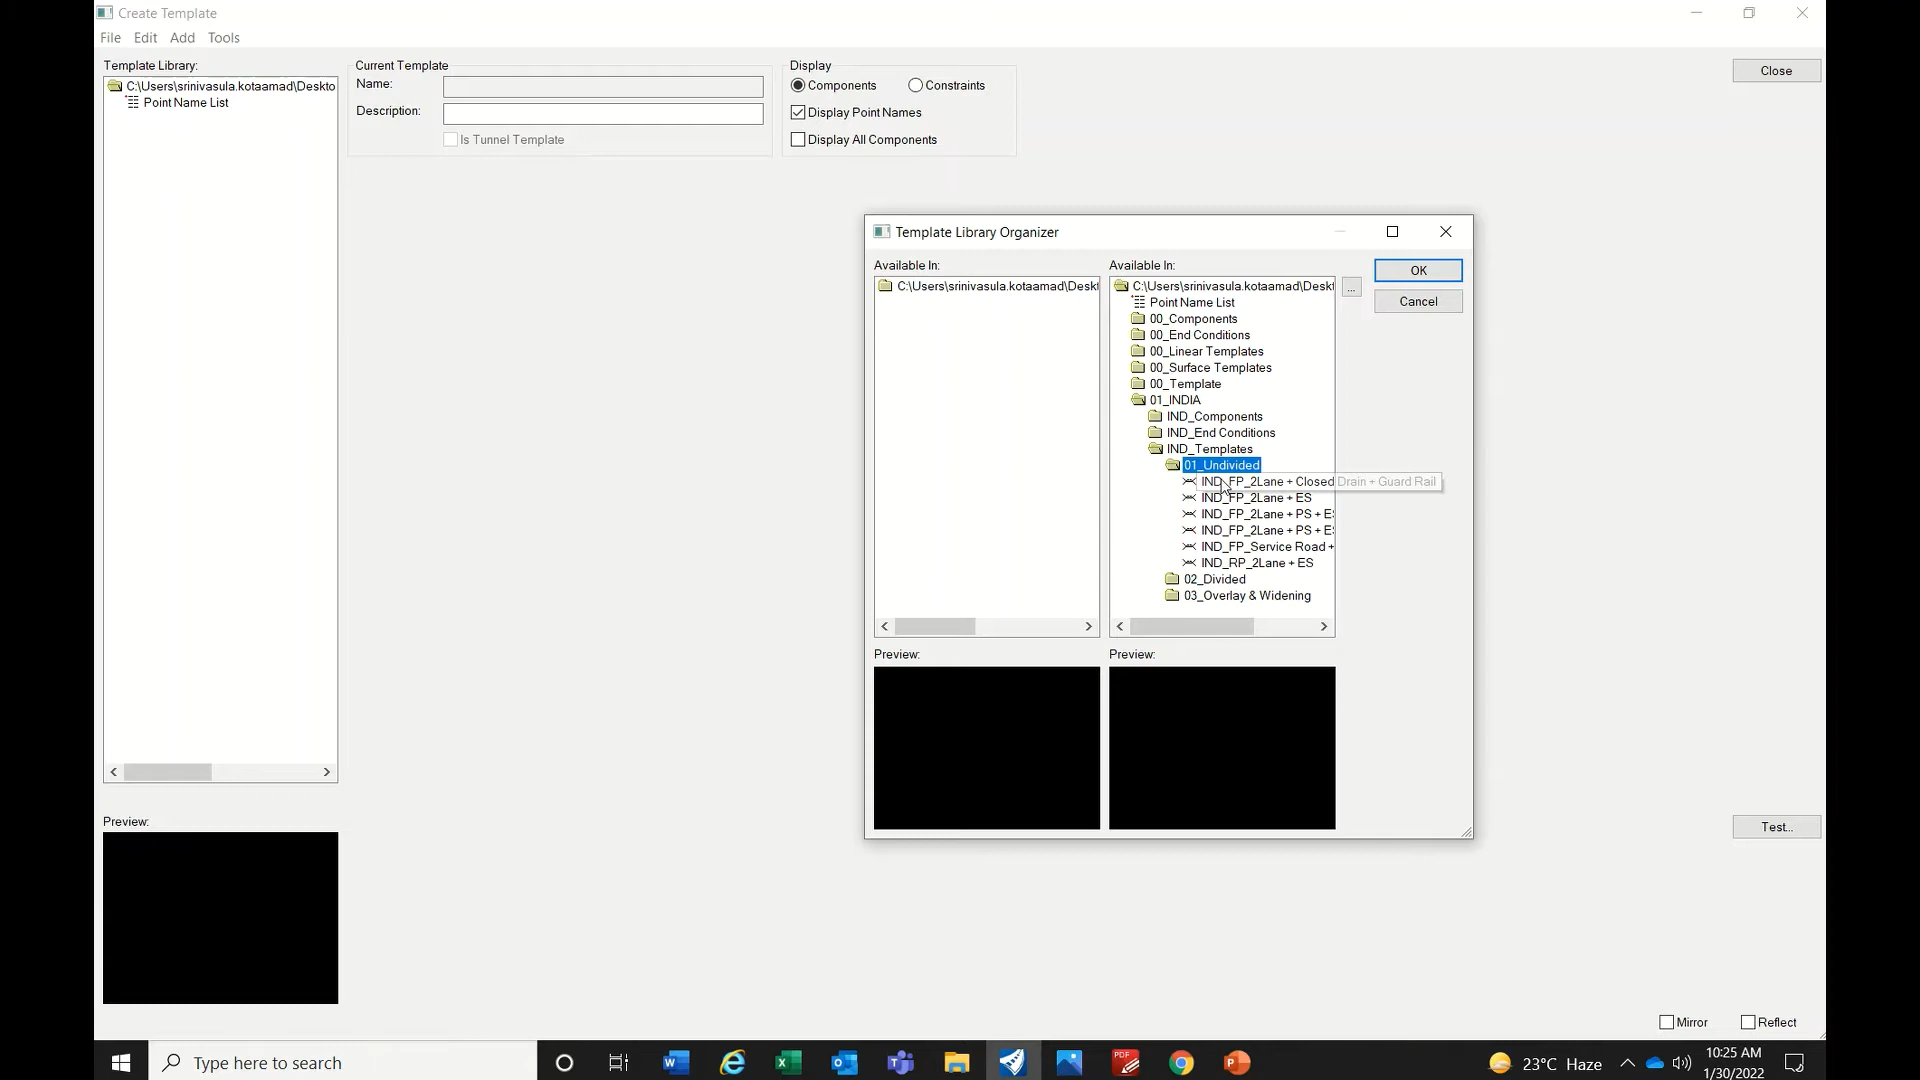 Create Template
File Edit Add Tools
Template Library:
C:\Users\srinivasula.kotaamad\Deskto
Point Name List
Current Template
Name:
Description:
Is Tunnel Template
Display
Components Constraints
Display Point Names
Display All Components
Close
Template Library Organizer
Available In:
C:\Users\srinivasula.kotaamad\Deskt
Available In:
C:\Users\srinivasula.kotaamad\Deskt
...
Point Name List
00_Components
00_End Conditions
00_Linear Templates
00_Surface Templates
00_Template
01_INDIA
IND_Components
IND_End Conditions
IND_Templates
01_Undivided
IND_FP_2Lane + Closed Drain + Guard Rail
IND_FP_2Lane + ES
IND_FP_2Lane + PS + ES
IND_FP_2Lane + PS + ES
IND_FP_Service Road +
IND_RP_2Lane + ES
02_Divided
03_Overlay & Widening
OK
Cancel
Preview:
Preview:
Preview:
Test...
Mirror Reflect
Type here to search
23°C Haze
10:25 AM
1/30/2022